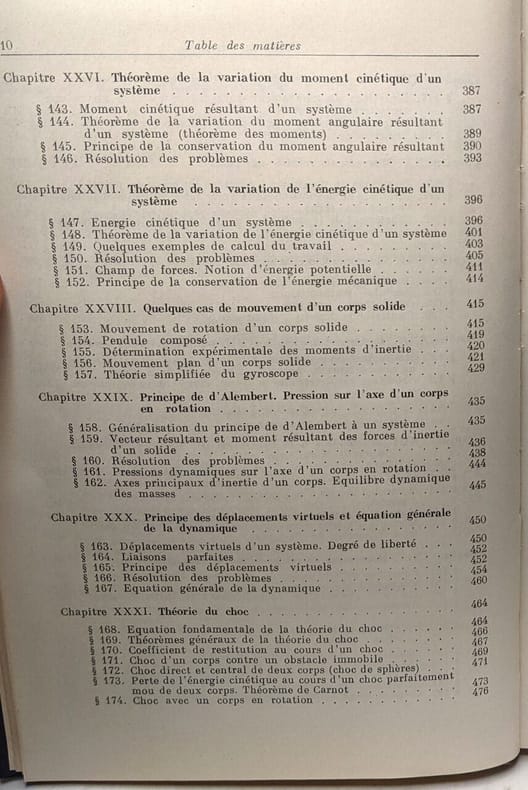 10
Table des matières
Chapitre XXVI. Théorème de la variation du moment cinétique d'un
système . . . . . . . . . . . . . . . . . . . . 387
§ 143. Moment cinétique résultant d'un système . . . . . . . 387
§ 144. Théorème de la variation du moment angulaire résultant
d'un système (théorème des moments) . . . . . . . . 389
§ 145. Principe de la conservation du moment angulaire résultant 390
§ 146. Résolution des problèmes . . . . . . . . . . . . . . 393
Chapitre XXVII. Théorème de la variation de l'énergie cinétique d'un
système . . . . . . . . . . . . . . . . . . . 396
§ 147. Energie cinétique d'un système . . . . . . . . . . . 396
§ 148. Théorème de la variation de l'énergie cinétique d'un système 401
§ 149. Quelques exemples de calcul du travail . . . . . . . . 403
§ 150. Résolution des problèmes . . . . . . . . . . . . . . 405
§ 151. Champ de forces. Notion d'énergie potentielle . . . . . . 411
§ 152. Principe de la conservation de l'énergie mécanique . . . . 414
Chapitre XXVIII. Quelques cas de mouvement d'un corps solide . . . 415
§ 153. Mouvement de rotation d'un corps solide . . . . . . . . 415
§ 154. Pendule composé . . . . . . . . . . . . . . . . . . 419
§ 155. Détermination expérimentale des moments d'inertie . . . 420
§ 156. Mouvement plan d'un corps solide . . . . . . . . . . . 421
§ 157. Théorie simplifiée du gyroscope . . . . . . . . . . . 429
Chapitre XXIX. Principe de d'Alembert. Pression sur l'axe d'un corps
en rotation . . . . . . . . . . . . . . . . . . 435
§ 158. Généralisation du principe de d'Alembert à un système . . 435
§ 159. Vecteur résultant et moment résultant des forces d'inertie
d'un solide . . . . . . . . . . . . . . . . . . . . 436
§ 160. Résolution des problèmes . . . . . . . . . . . . . . 438
§ 161. Pressions dynamiques sur l'axe d'un corps en rotation . . 444
§ 162. Axes principaux d'inertie d'un corps. Equilibre dynamique
des masses . . . . . . . . . . . . . . . . . . . . 445
Chapitre XXX. Principe des déplacements virtuels et équation générale
de la dynamique . . . . . . . . . . . . . . . . 450
§ 163. Déplacements virtuels d'un système. Degré de liberté . . . 450
§ 164. Liaisons parfaites . . . . . . . . . . . . . . . . . 452
§ 165. Principe des déplacements virtuels . . . . . . . . . . 452
§ 166. Résolution des problèmes . . . . . . . . . . . . . . 454
§ 167. Equation générale de la dynamique . . . . . . . . . . 460
Chapitre XXXI. Théorie du choc . . . . . . . . . . . . . . . . 464
§ 168. Equation fondamentale de la théorie du choc . . . . . . 464
§ 169. Théorèmes généraux de la théorie du choc . . . . . . . . 466
§ 170. Coefficient de restitution au cours d'un choc . . . . . . 467
§ 171. Choc d'un corps contre un obstacle immobile . . . . . . 469
§ 172. Choc direct et central de deux corps (choc de sphères) . . . 471
§ 173. Perte de l'énergie cinétique au cours d'un choc parfaitement
mou de deux corps. Théorème de Carnot . . . . . . . . 473
§ 174. Choc avec un corps en rotation . . . . . . . . . . . . 476